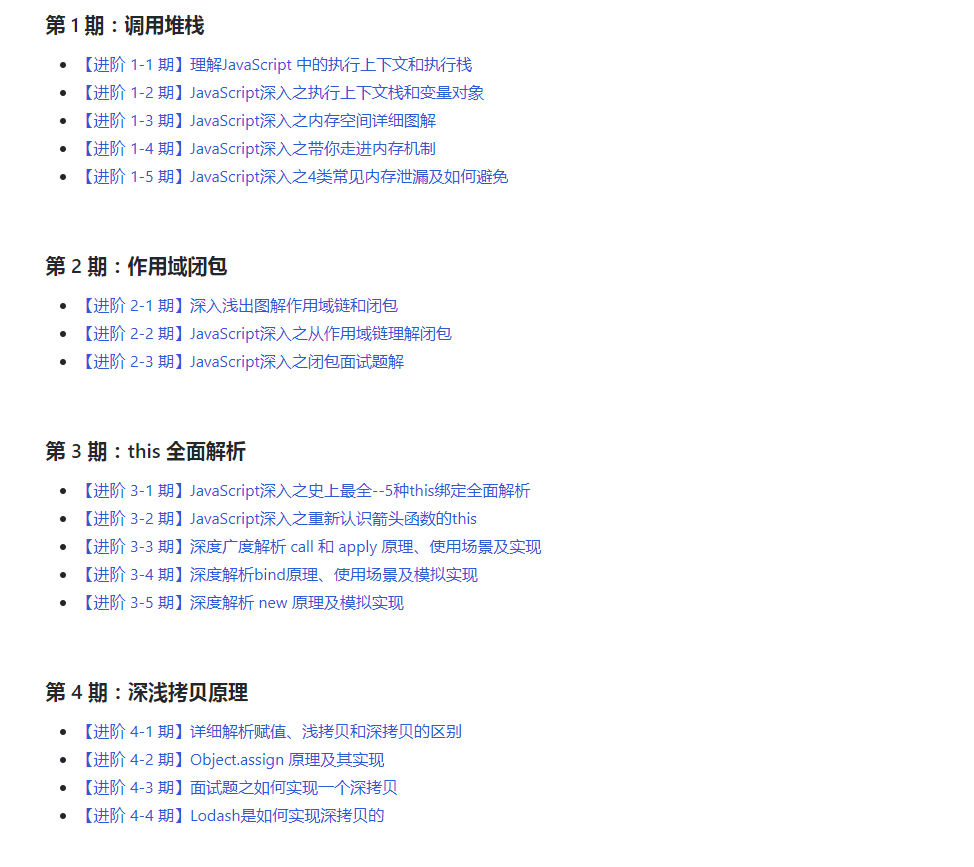 第 1 期：调用堆栈
【进阶 1-1 期】理解JavaScript 中的执行上下文和执行栈
【进阶 1-2 期】JavaScript深入之执行上下文栈和变量对象
【进阶 1-3 期】JavaScript深入之内存空间详细图解
【进阶 1-4 期】JavaScript深入之带你走进内存机制
【进阶 1-5 期】JavaScript深入之4类常见内存泄漏及如何避免
第 2 期：作用域闭包
【进阶 2-1 期】深入浅出图解作用域链和闭包
【进阶 2-2 期】JavaScript深入之从作用域链理解闭包
【进阶 2-3 期】JavaScript深入之闭包面试题解
第 3 期：this 全面解析
【进阶 3-1 期】JavaScript深入之史上最全--5种this绑定全面解析
【进阶 3-2 期】JavaScript深入之重新认识箭头函数的this
【进阶 3-3 期】深度广度解析 call 和 apply 原理、使用场景及实现
【进阶 3-4 期】深度解析bind原理、使用场景及模拟实现
【进阶 3-5 期】深度解析 new 原理及模拟实现
第 4 期：深浅拷贝原理
【进阶 4-1 期】详细解析赋值、浅拷贝和深拷贝的区别
【进阶 4-2 期】Object.assign 原理及其实现
【进阶 4-3 期】面试题之如何实现一个深拷贝
【进阶 4-4 期】Lodash是如何实现深拷贝的